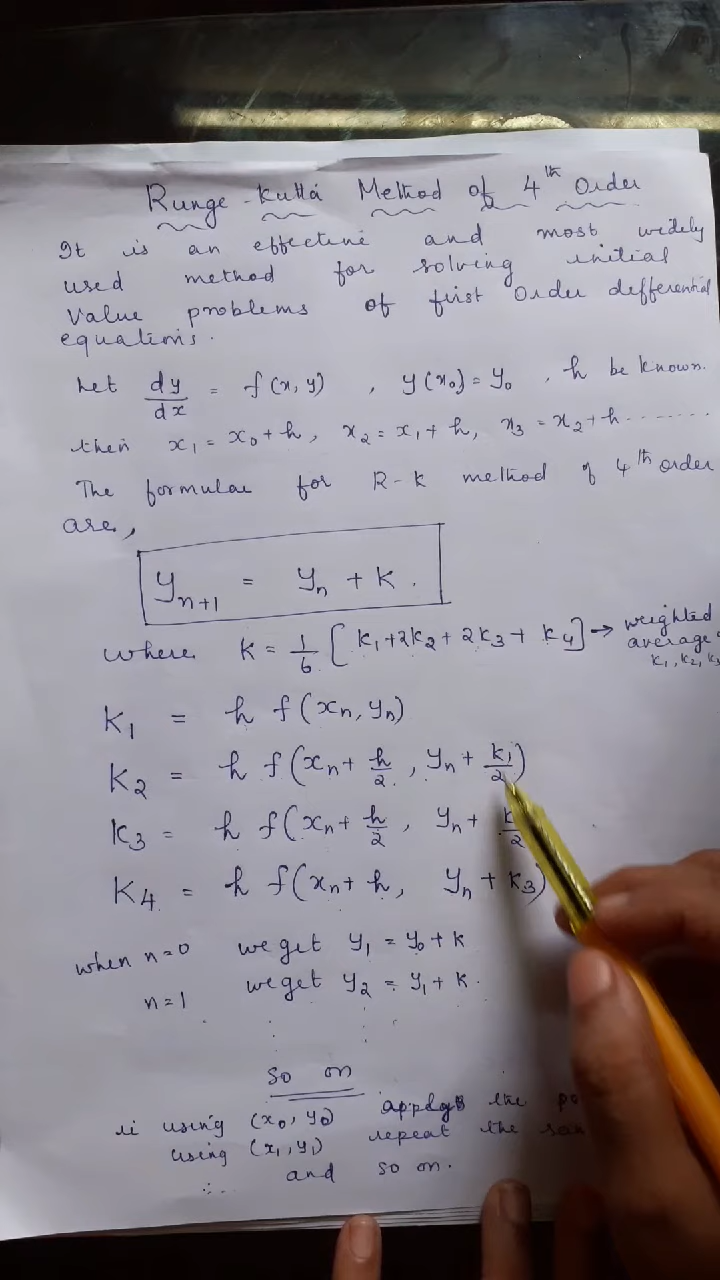 Runge-Kutta Method of 4th Order
It is an effective and most widely
used method for solving initial
Value problems of first Order differential
equations.
Let dy/dx = f(x, y) , y(x₀) = y₀ , h be known.
then x₁ = x₀ + h, x₂ = x₁ + h, x₃ = x₂ + h ........
The formulae for R-K method of 4th order
are,
yₙ₊₁ = yₙ + K.
where K = 1/6 [K₁ + 2K₂ + 2K₃ + K₄] → weighted
average
K₁, K₂, K₃
K₁ = h f(xₙ, yₙ)
K₂ = h f(xₙ + h/2, yₙ + K₁/2)
K₃ = h f(xₙ + h/2, yₙ + K/2
K₄ = h f(xₙ + h, yₙ + K₃)
when n=0 we get y₁ = y₀ + K
n=1 we get y₂ = y₁ + K.
so on
using (x₀, y₀) the
using (x₁, y₁) repeat the
∴ and so on.